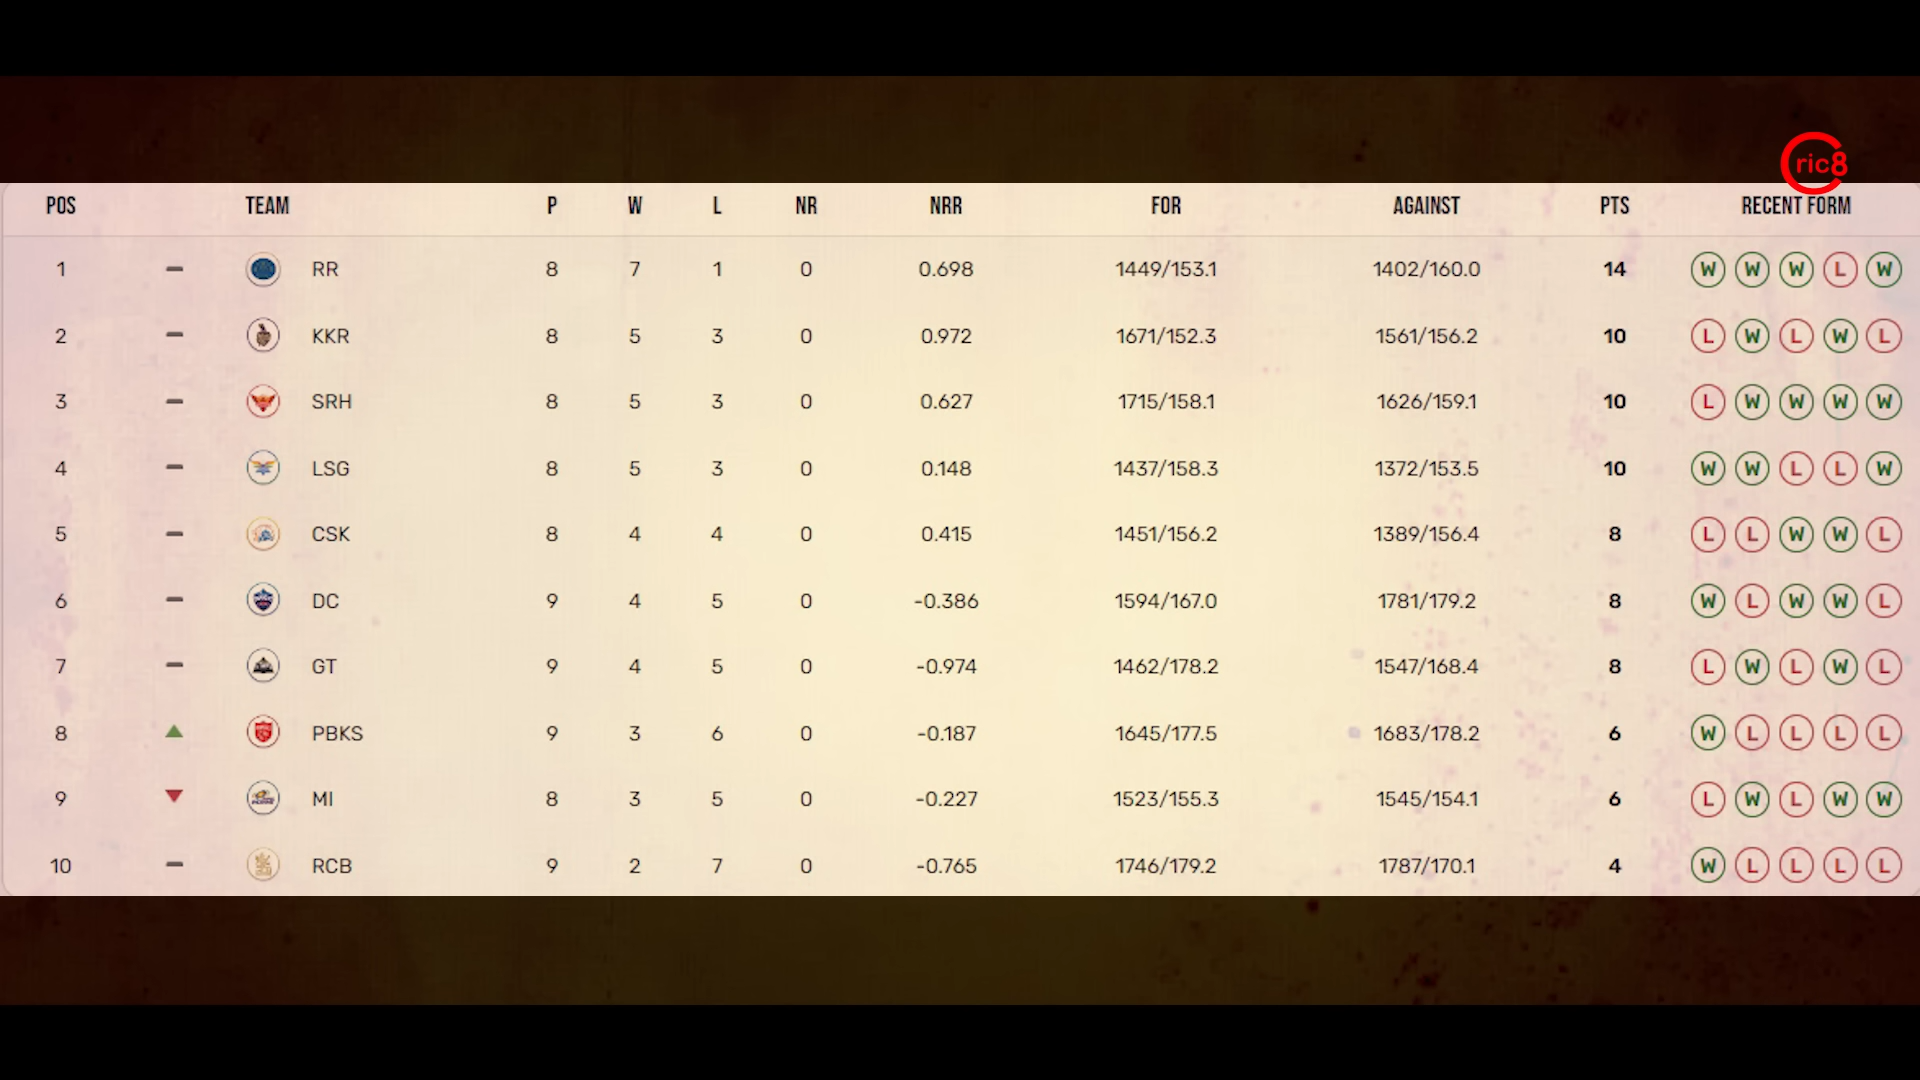 Cric8
POS TEAM P W L NR NRR FOR AGAINST PTS RECENT FORM
1 RR 8 7 1 0 0.698 1449/153.1 1402/160.0 14 W W W L W
2 KKR 8 5 3 0 0.972 1671/152.3 1561/156.2 10 L W L W L
3 SRH 8 5 3 0 0.627 1715/158.1 1626/159.1 10 L W W W W
4 LSG 8 5 3 0 0.148 1437/158.3 1372/153.5 10 W W L L W
5 CSK 8 4 4 0 0.415 1451/156.2 1389/156.4 8 L L W W L
6 DC 9 4 5 0 -0.386 1594/167.0 1781/179.2 8 W L W W L
7 GT 9 4 5 0 -0.974 1462/178.2 1547/168.4 8 L W L W L
8 PBKS 9 3 6 0 -0.187 1645/177.5 1683/178.2 6 W L L L L
9 MI 8 3 5 0 -0.227 1523/155.3 1545/154.1 6 L W L W W
10 RCB 9 2 7 0 -0.765 1746/179.2 1787/170.1 4 W L L L L